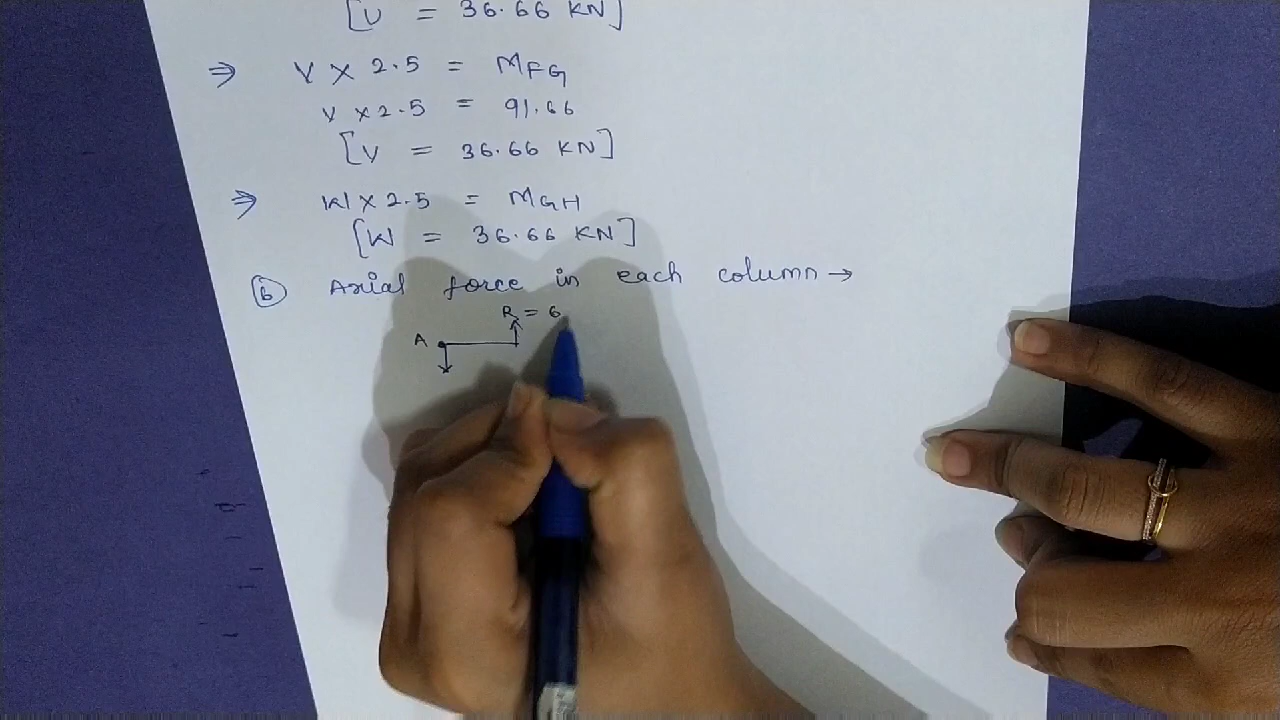 [U = 36.66 KN]
⇒ V × 2.5 = MFG
V × 2.5 = 91.66
[V = 36.66 KN]
⇒ W × 2.5 = MGH
[W = 36.66 KN]
(b) Axial force in each column →
R = 6
A